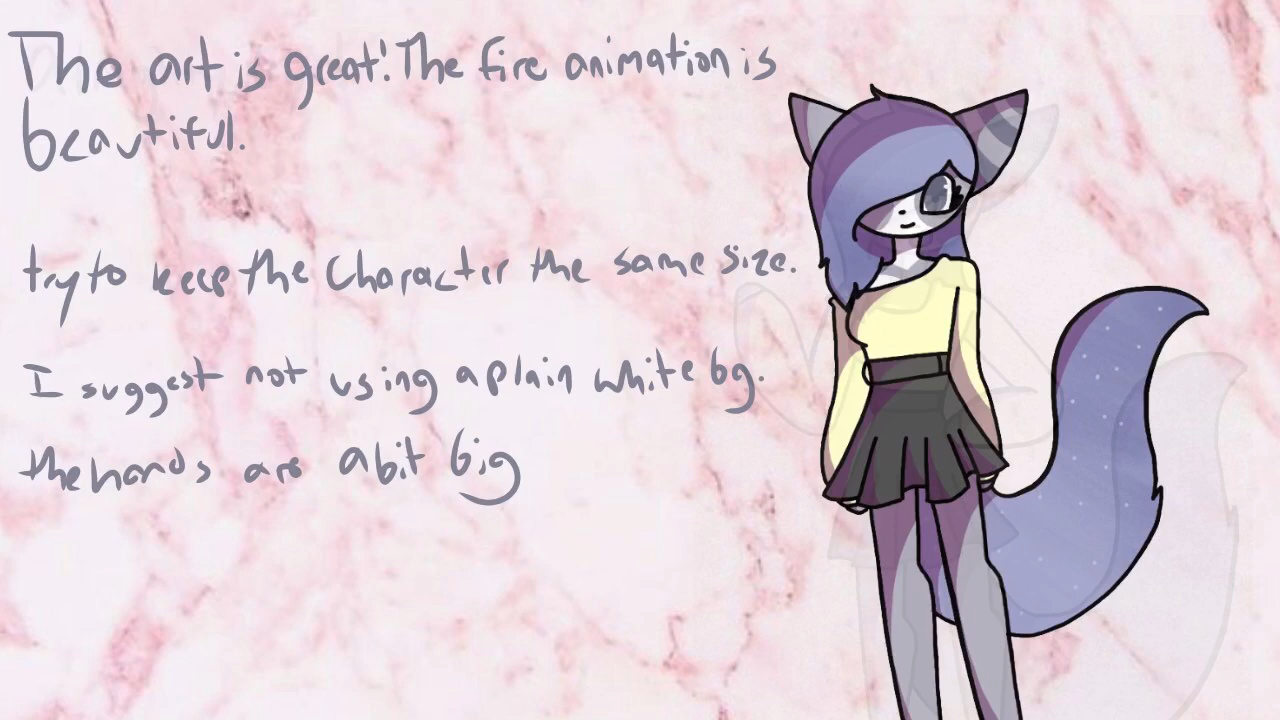 The art is great! The fire animation is
beautiful.
try to keep the character the same size.
I suggest not using a plain white bg.
the hands are a bit big